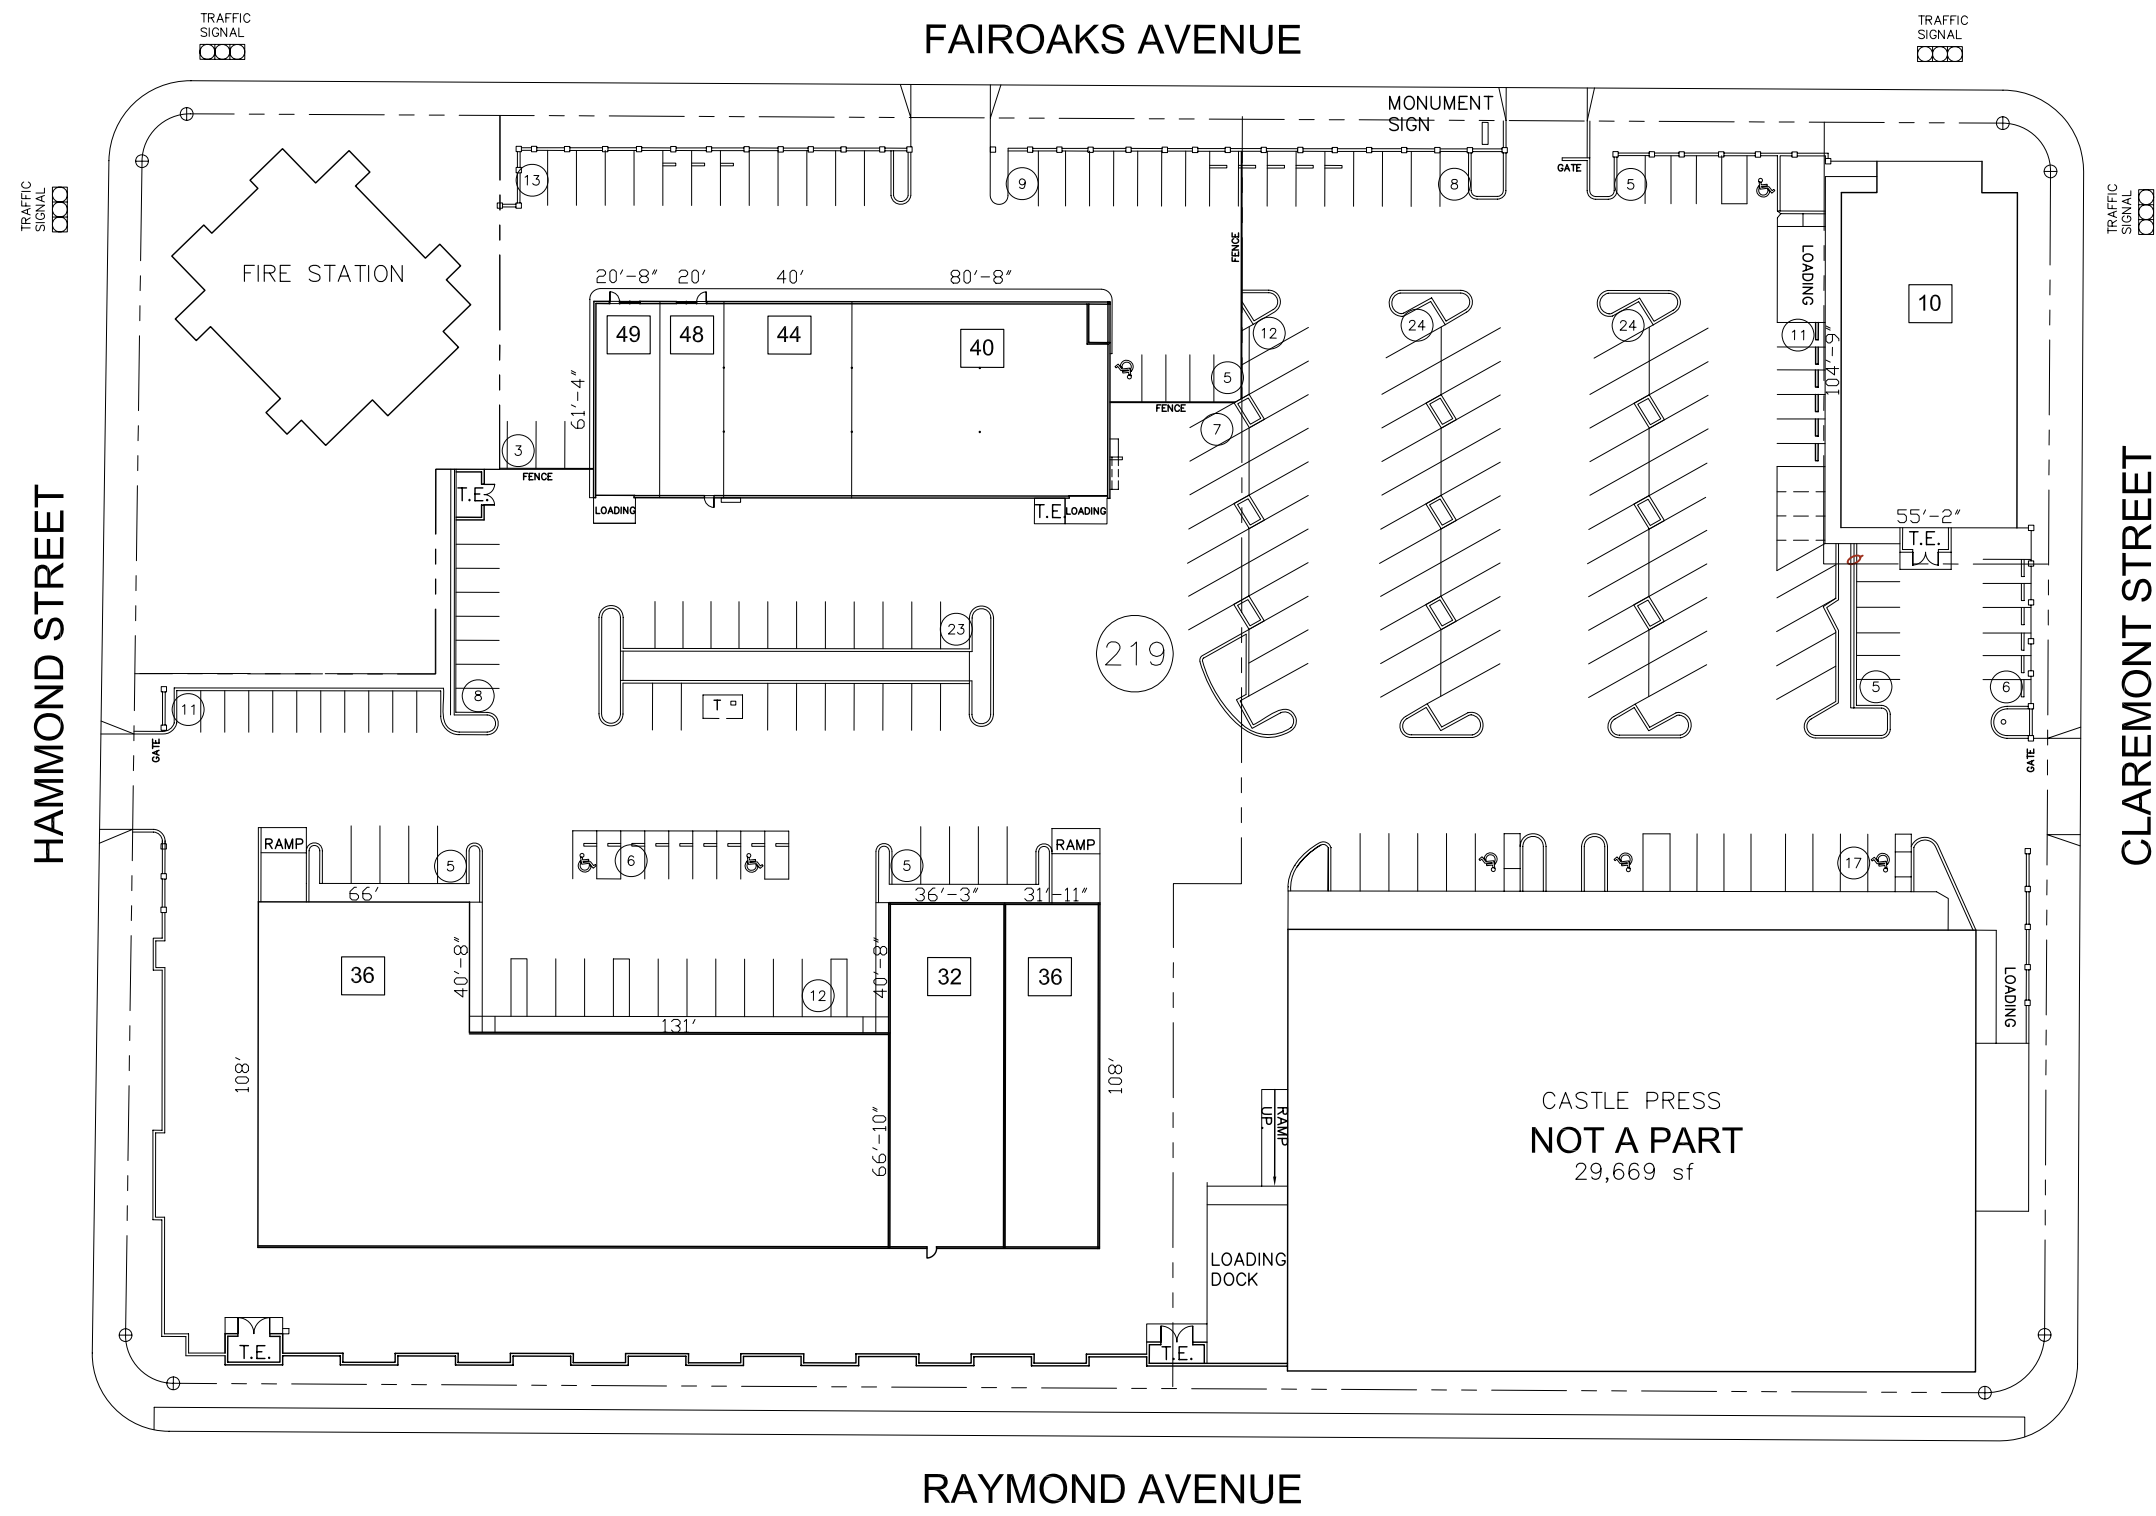 TRAFFIC
SIGNAL
FAIROAKS AVENUE
TRAFFIC
SIGNAL
MONUMENT
SIGN
TRAFFIC
SIGNAL
13
9
8
GATE
5
TRAFFIC
SIGNAL
FIRE STATION
FENCE
LOADING
20'-8"
20'
40'
80'-8"
49
48
44
40
12
24
24
11
10
104'-6"
61'-4"
5
FENCE
7
3
FENCE
T.E.
LOADING
T.E
LOADING
55'-2"
T.E.
HAMMOND STREET
CLAREMONT STREET
23
219
11
8
T
5
6
GATE
GATE
RAMP
5
6
5
RAMP
17
66'
36'-3"
31'-11"
40'-8"
40'-8"
36
12
32
36
131'
LOADING
108'
66'-10"
108'
RAMP
UP.
CASTLE PRESS
NOT A PART
29,669 sf
LOADING
DOCK
T.E.
T.E.
RAYMOND AVENUE